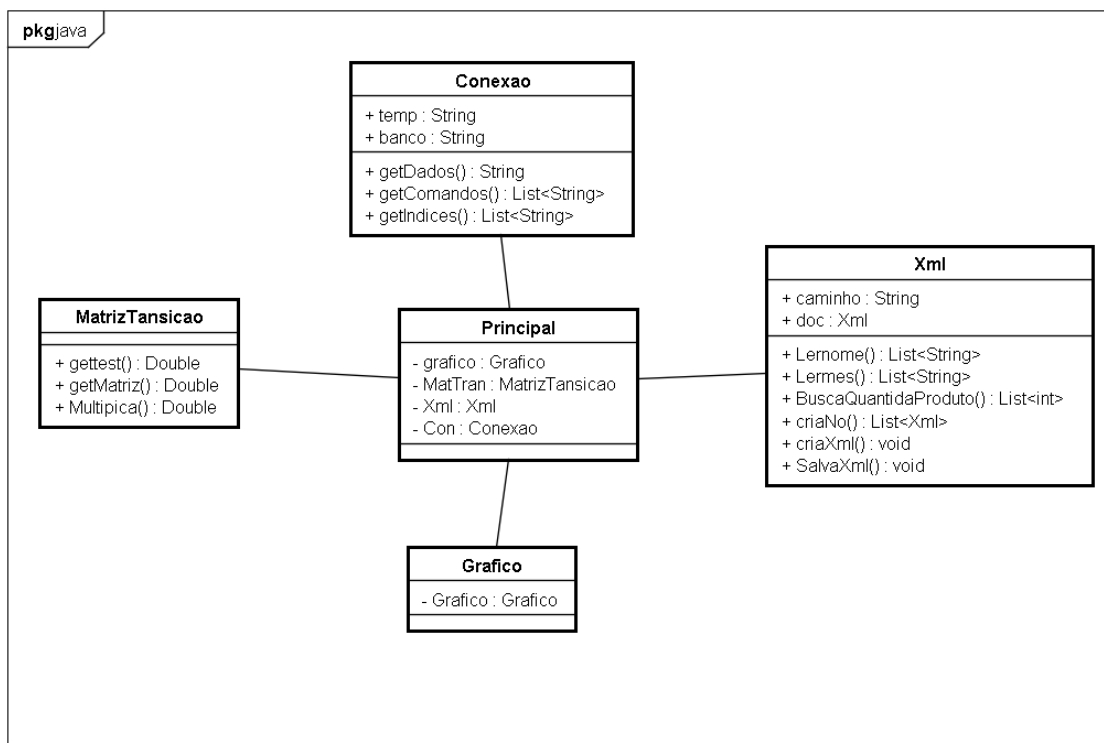 pkgjava
Conexao
+ temp : String
+ banco : String
+ getDados() : String
+ getComandos() : List<String>
+ getIndices() : List<String>
Xml
+ caminho : String
+ doc : Xml
+ Lernome() : List<String>
+ Lermes() : List<String>
+ BuscaQuantidaProduto() : List<int>
+ criaNo() : List<Xml>
+ criaXml() : void
+ SalvaXml() : void
MatrizTansicao
+ gettest() : Double
+ getMatriz() : Double
+ Multipica() : Double
Principal
- grafico : Grafico
- MatTran : MatrizTansicao
- Xml : Xml
- Con : Conexao
Grafico
- Grafico : Grafico